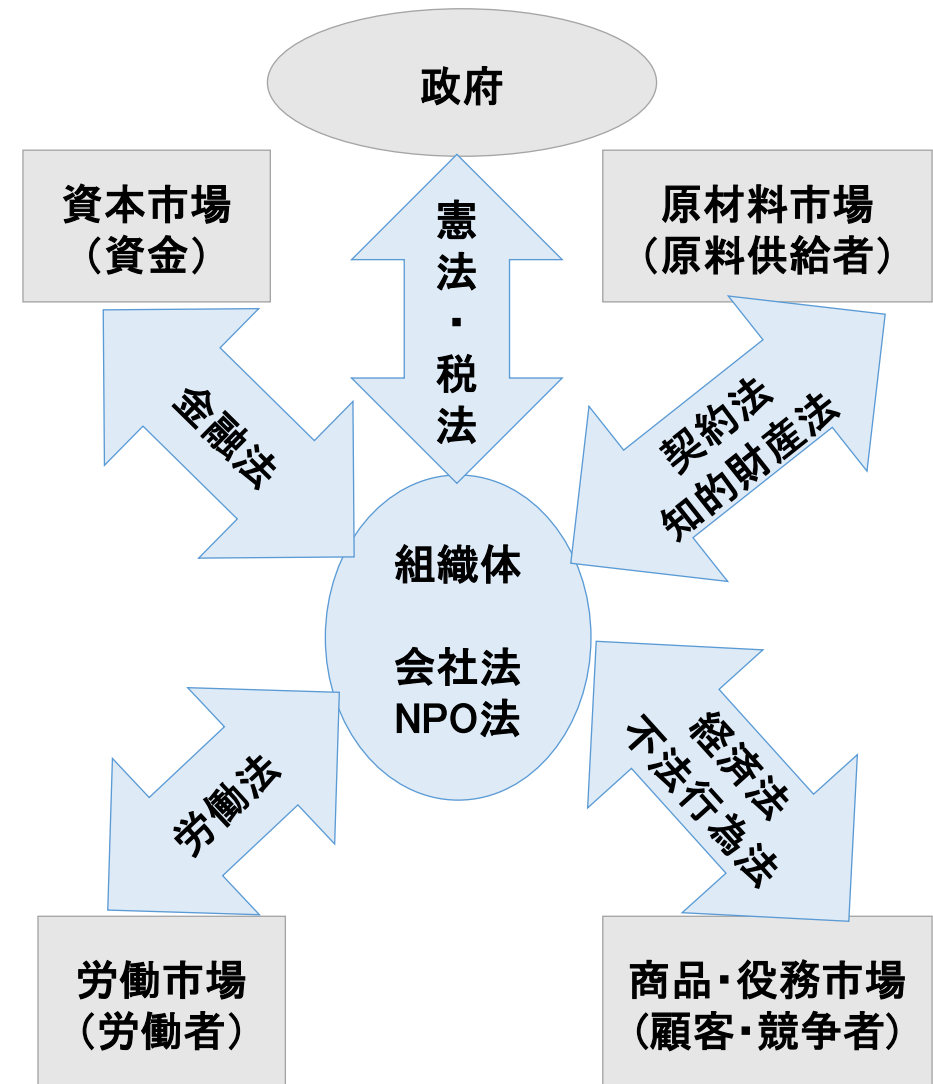 政府
資本市場
（資金）
原材料市場
（原料供給者）
憲法・税法
金融法
契約法
知的財産法
組織体
会社法
NPO法
労働法
経済法
不法行為法
労働市場
（労働者）
商品・役務市場
（顧客・競争者）